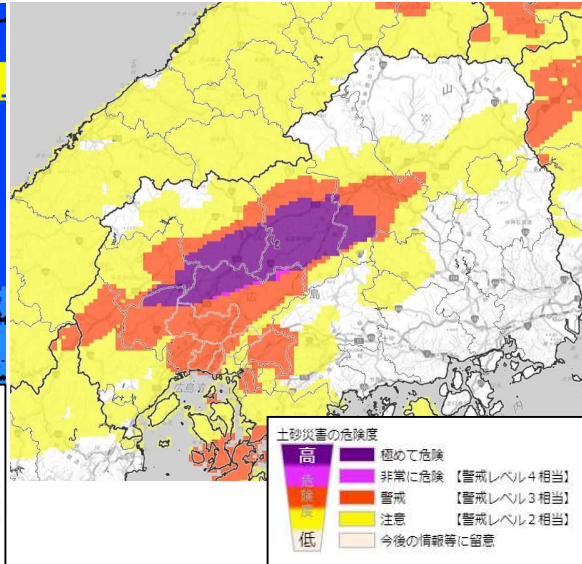 広島
広島市
土砂災害の危険度
高
危険度
低
極めて危険
非常に危険 【警戒レベル4相当】
警戒 【警戒レベル3相当】
注意 【警戒レベル2相当】
今後の情報等に留意